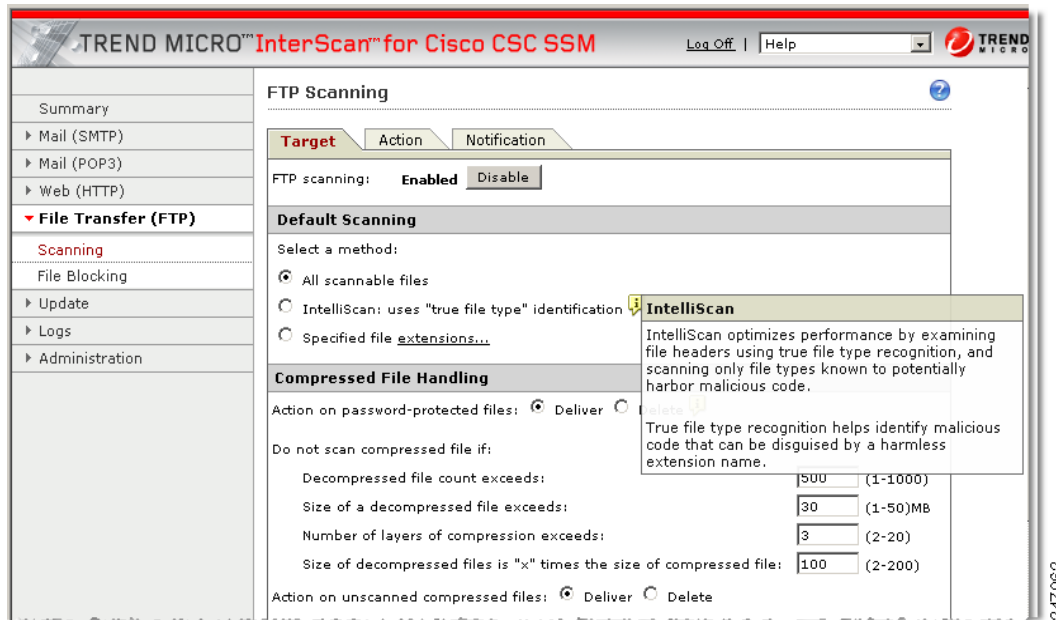 TREND MICRO™ InterScan™ for Cisco CSC SSM
Log Off | Help
TREND
MICRO
Summary
Mail (SMTP)
Mail (POP3)
Web (HTTP)
File Transfer (FTP)
Scanning
File Blocking
Update
Logs
Administration
FTP Scanning
Target Action Notification
FTP scanning: Enabled Disable
Default Scanning
Select a method:
All scannable files
IntelliScan: uses "true file type" identification
Specified file extensions...
IntelliScan
IntelliScan optimizes performance by examining
file headers using true file type recognition, and
scanning only file types known to potentially
harbor malicious code.
True file type recognition helps identify malicious
code that can be disguised by a harmless
extension name.
Compressed File Handling
Action on password-protected files: Deliver Delete
Do not scan compressed file if:
Decompressed file count exceeds: 500 (1-1000)
Size of a decompressed file exceeds: 30 (1-50)MB
Number of layers of compression exceeds: 3 (2-20)
Size of decompressed files is "x" times the size of compressed file: 100 (2-200)
Action on unscanned compressed files: Deliver Delete